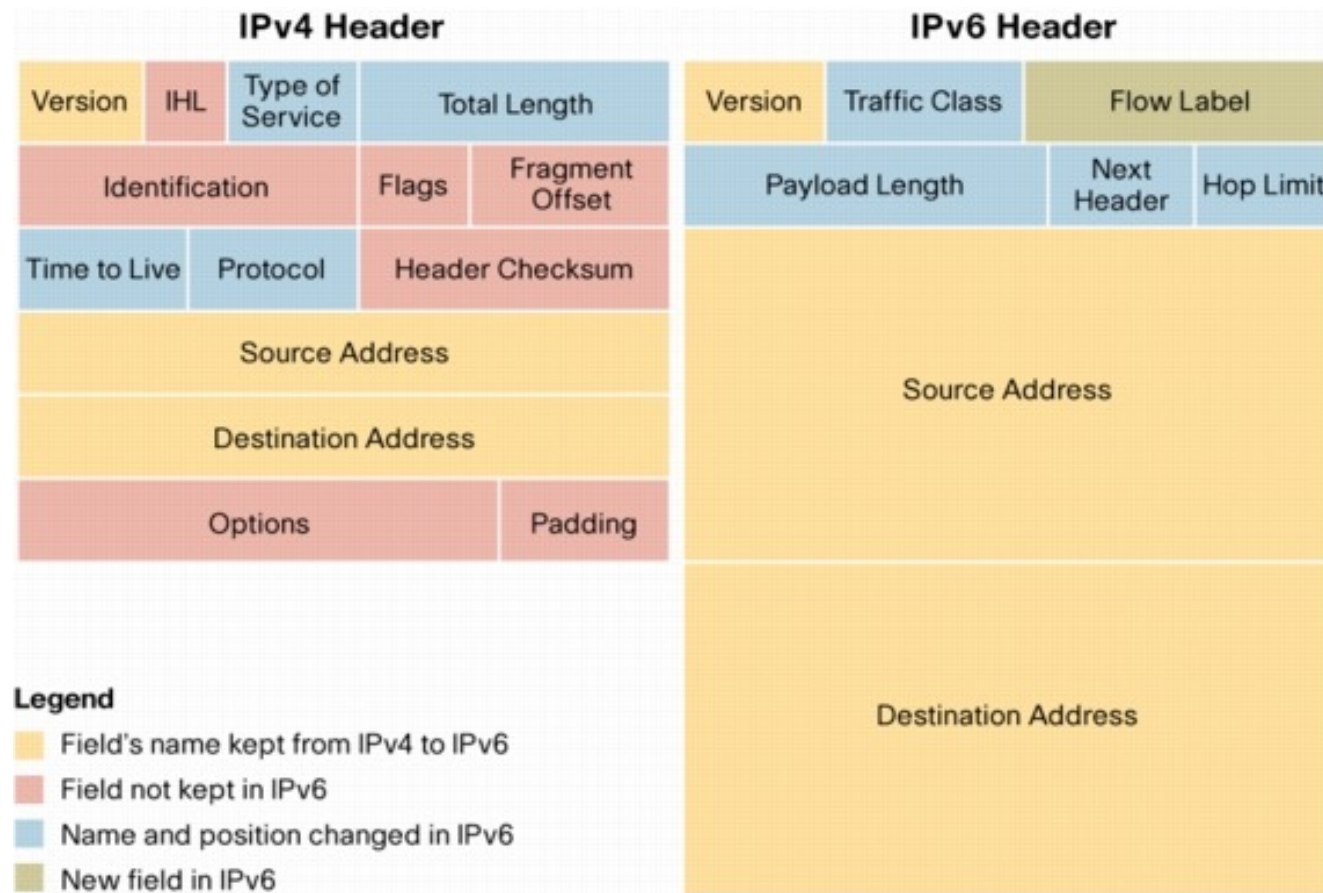 IPv4 Header
IPv6 Header
Version
IHL
Type of
Service
Total Length
Version
Traffic Class
Flow Label
Identification
Flags
Fragment
Offset
Payload Length
Next
Header
Hop Limit
Time to Live
Protocol
Header Checksum
Source Address
Source Address
Destination Address
Options
Padding
Destination Address
Legend
Field's name kept from IPv4 to IPv6
Field not kept in IPv6
Name and position changed in IPv6
New field in IPv6